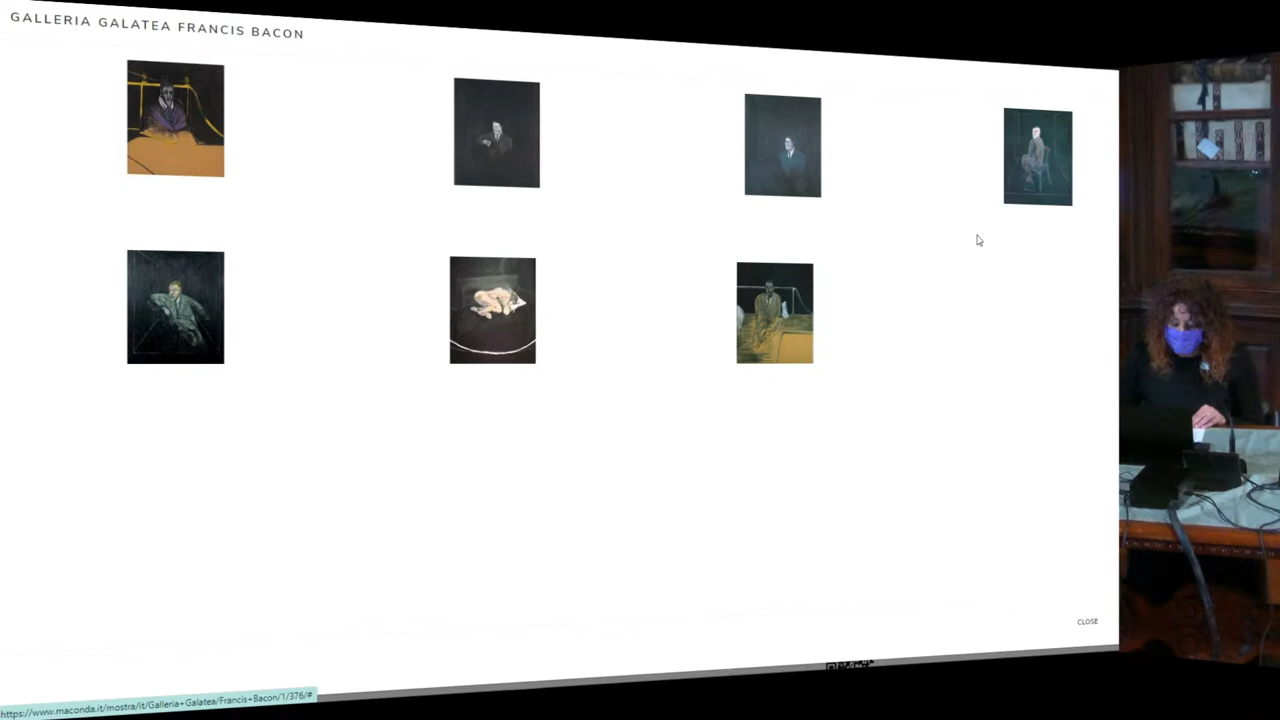 GALLERIA GALATEA FRANCIS BACON
CLOSE
https://www.maconda.it/mostra/it/Galleria+Galatea/Francis+Bacon/1/376/#